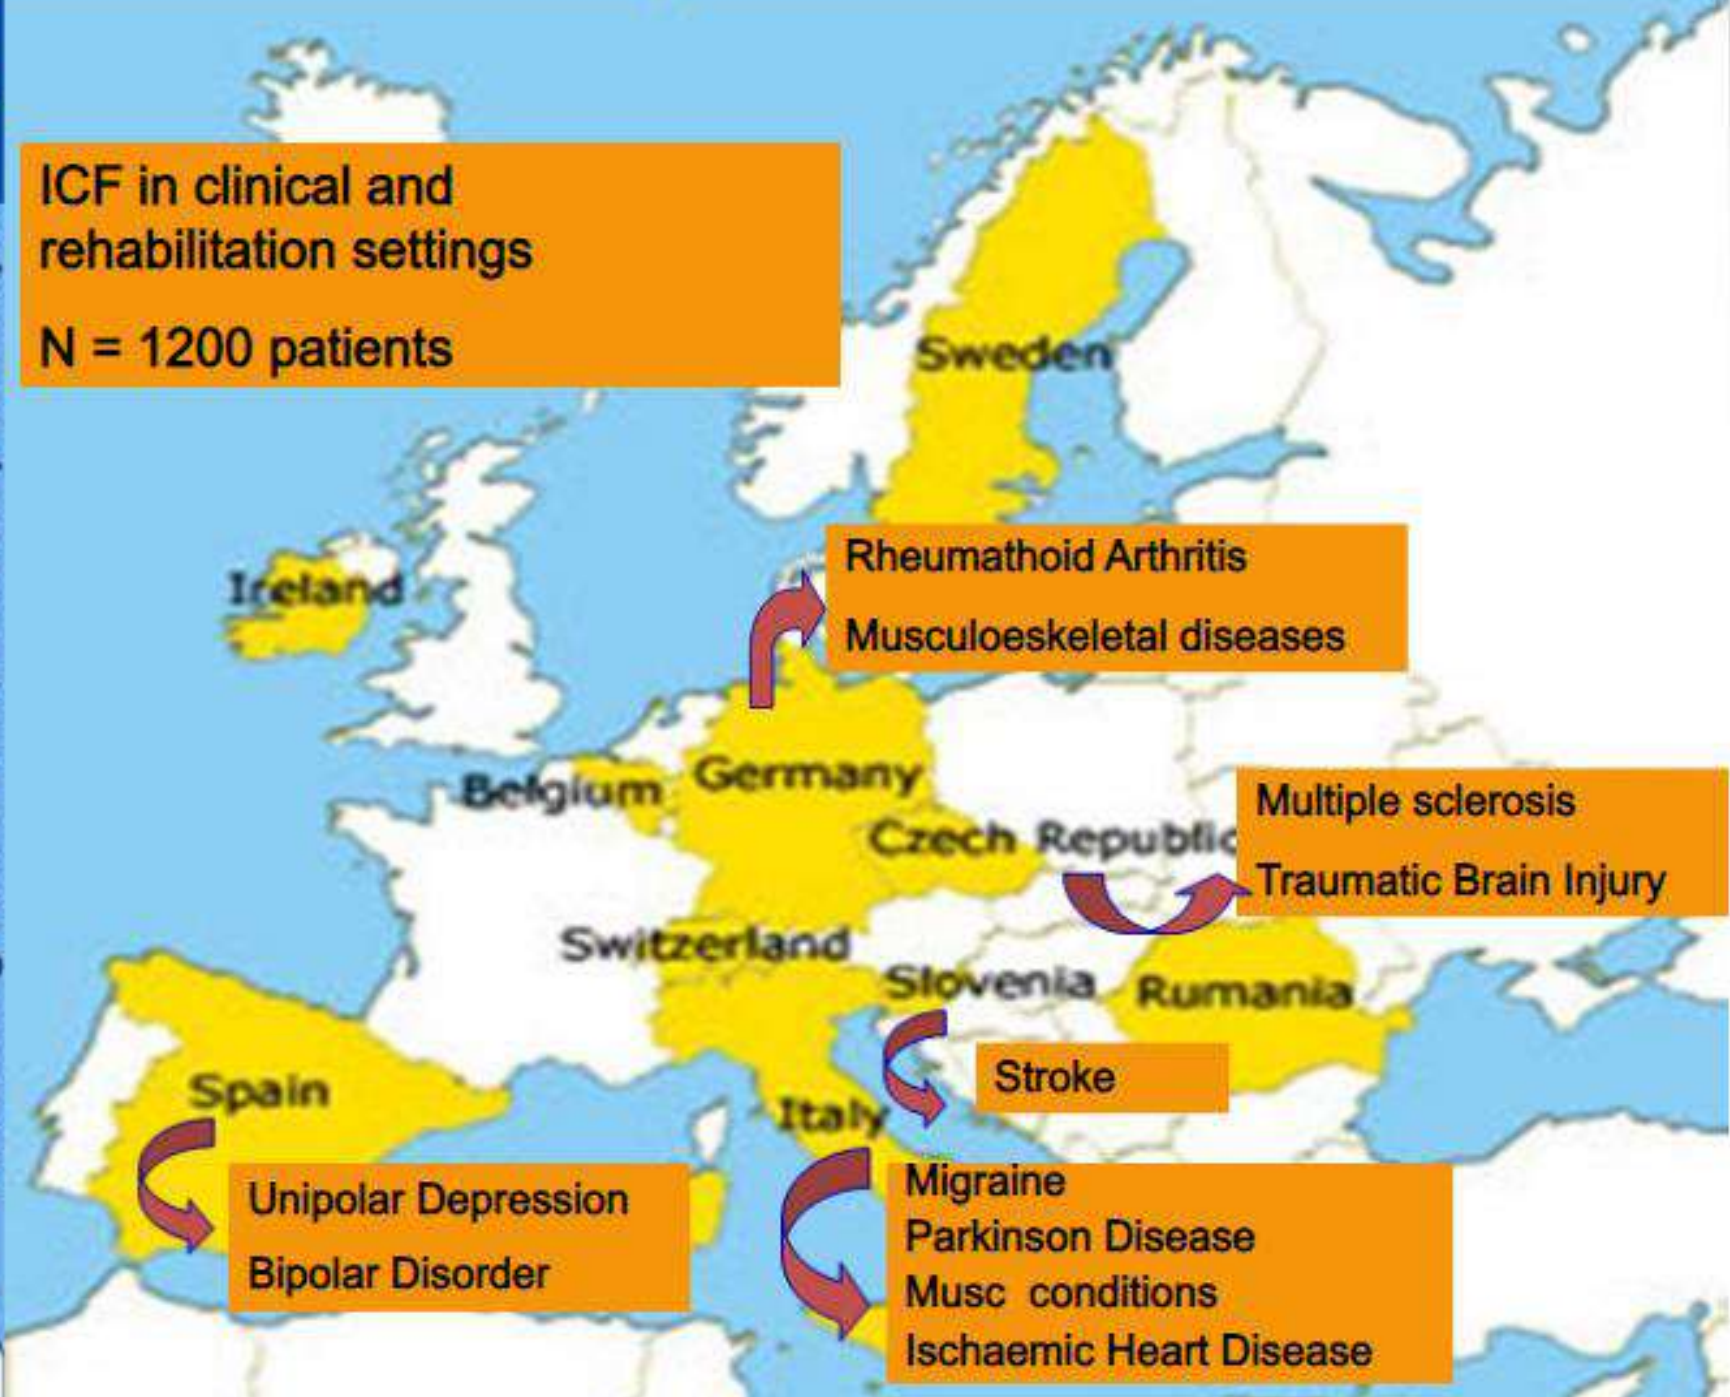 ICF in clinical and
rehabilitation settings
N = 1200 patients
Sweden
Rheumathoid Arthritis
Musculoeskeletal diseases
Ireland
Belgium
Germany
Czech Republic
Multiple sclerosis
Traumatic Brain Injury
Switzerland
Slovenia
Rumania
Stroke
Spain
Italy
Unipolar Depression
Bipolar Disorder
Migraine
Parkinson Disease
Musc conditions
Ischaemic Heart Disease